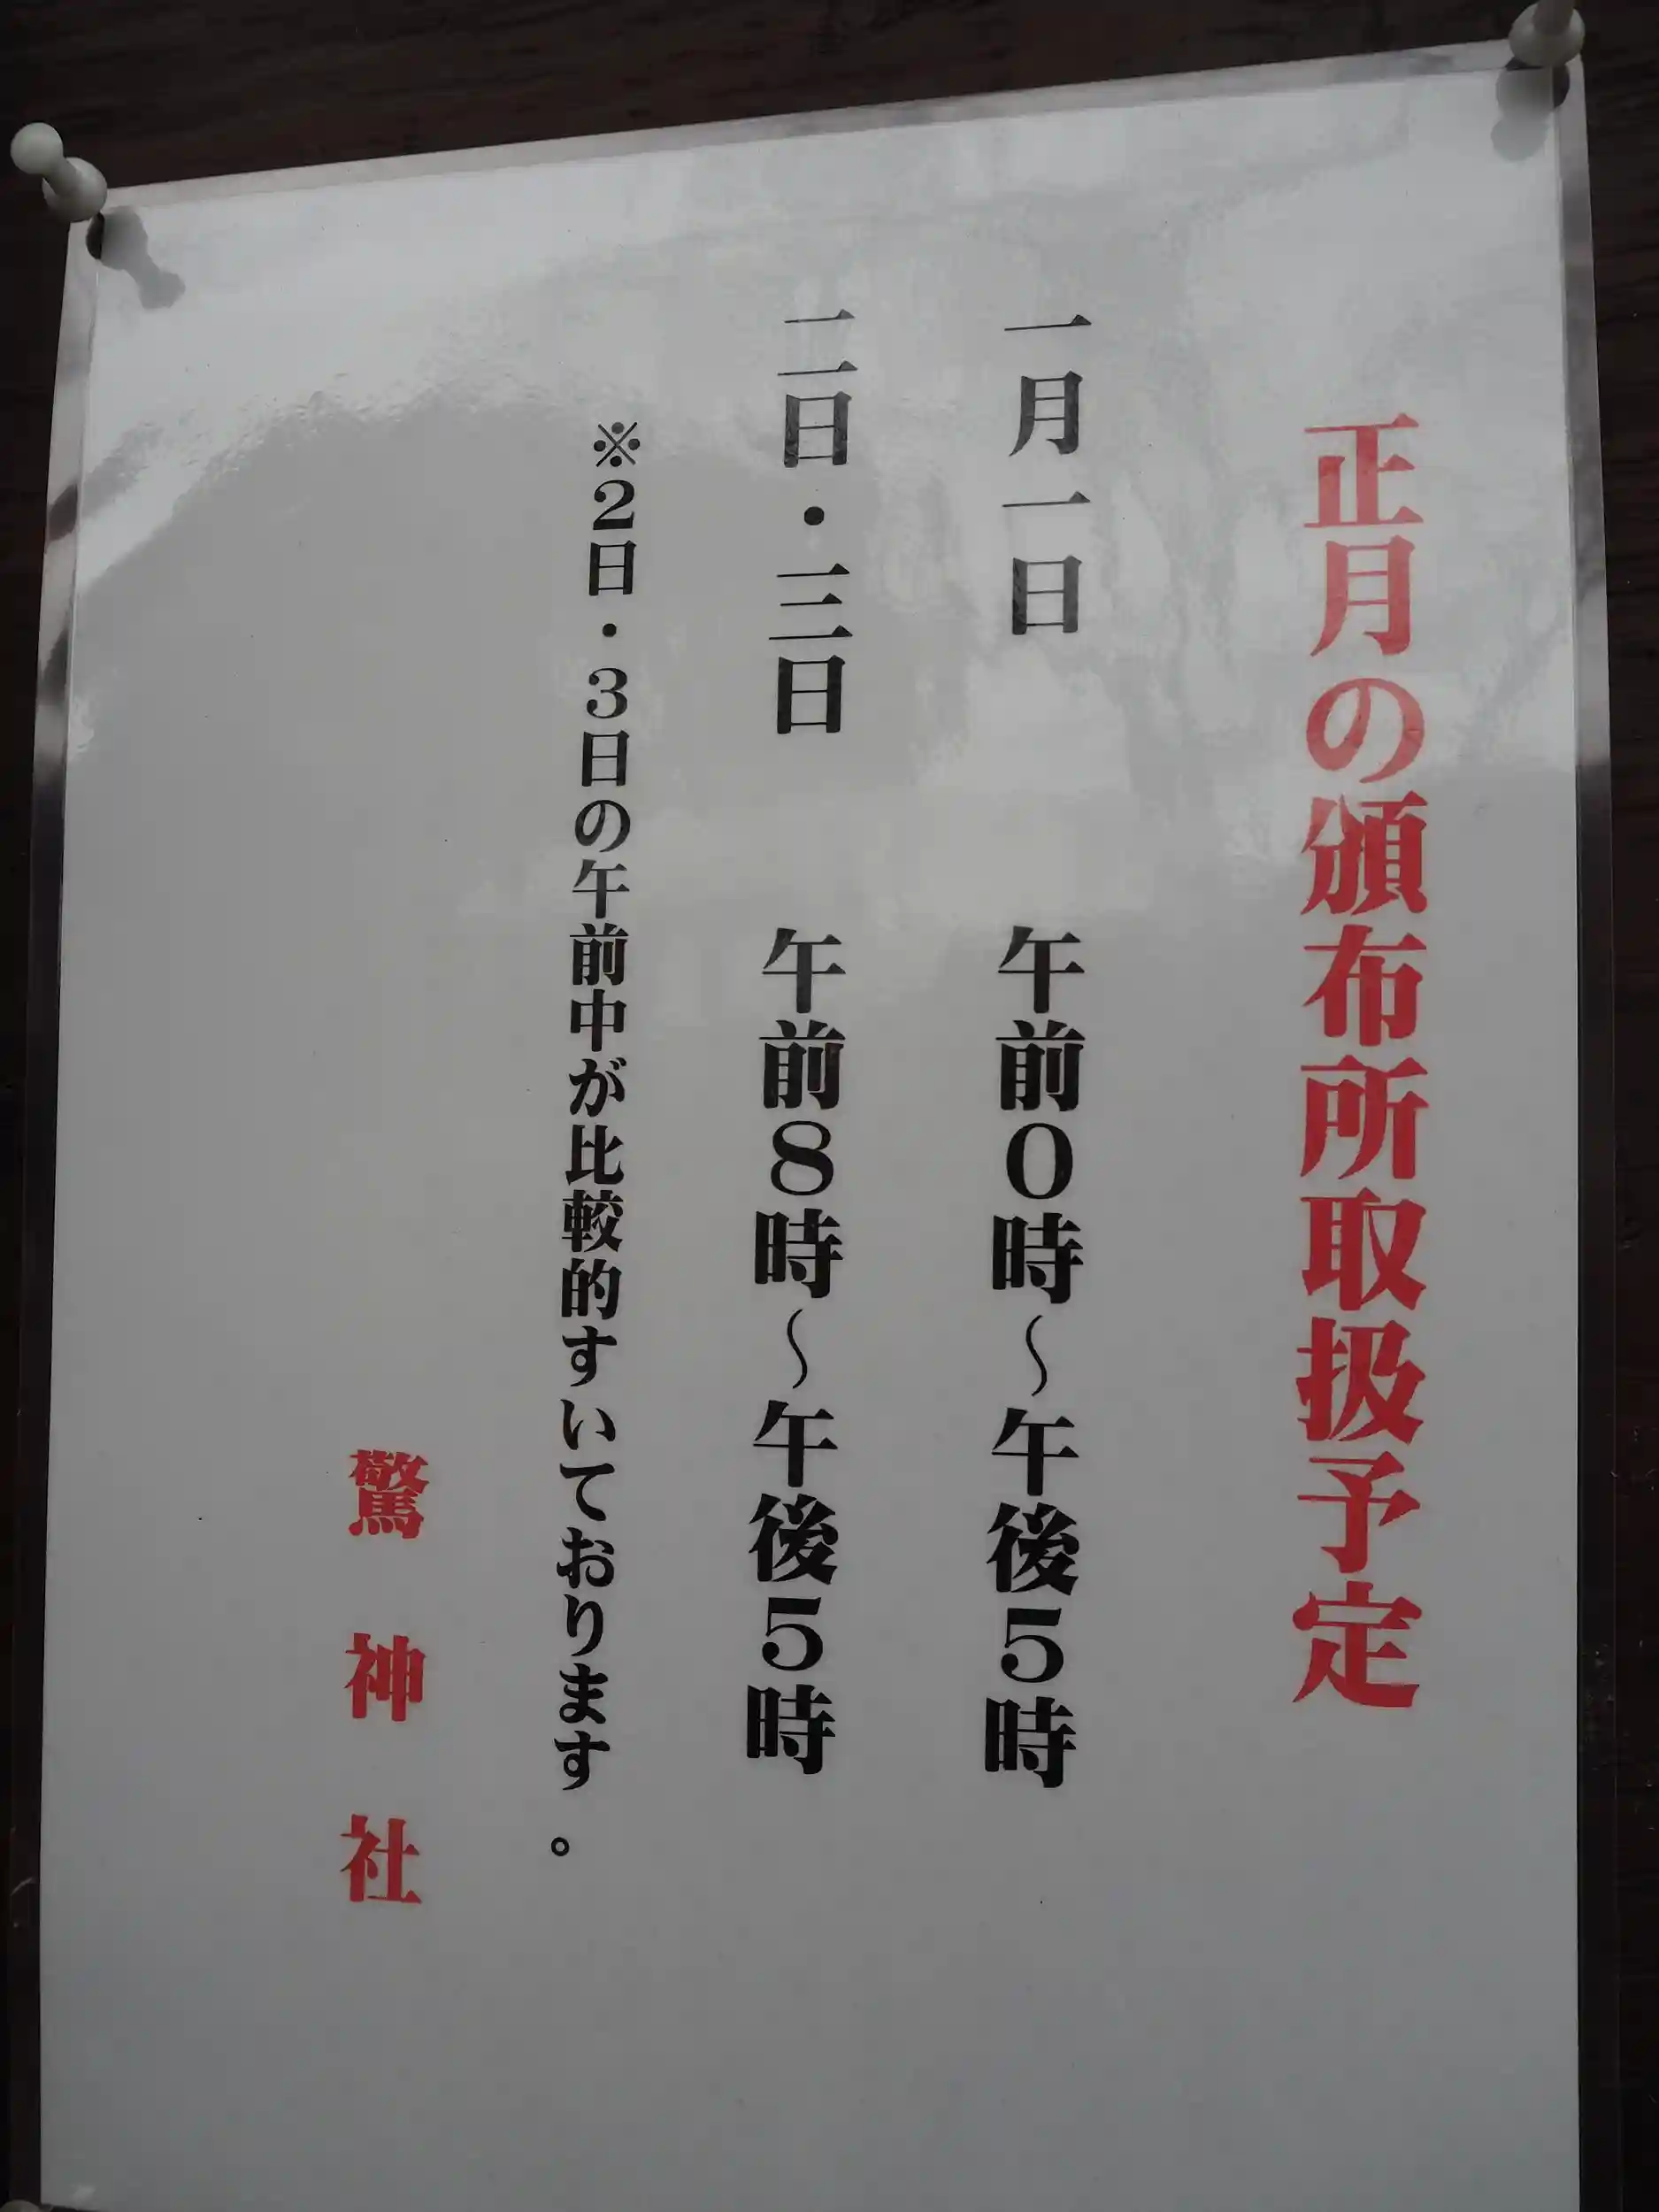 正月の頒布所取扱予定
一月一日　午前０時～午後５時
二日・三日　午前８時～午後５時
※２日・３日の午前中が比較的すいております。
驚神社